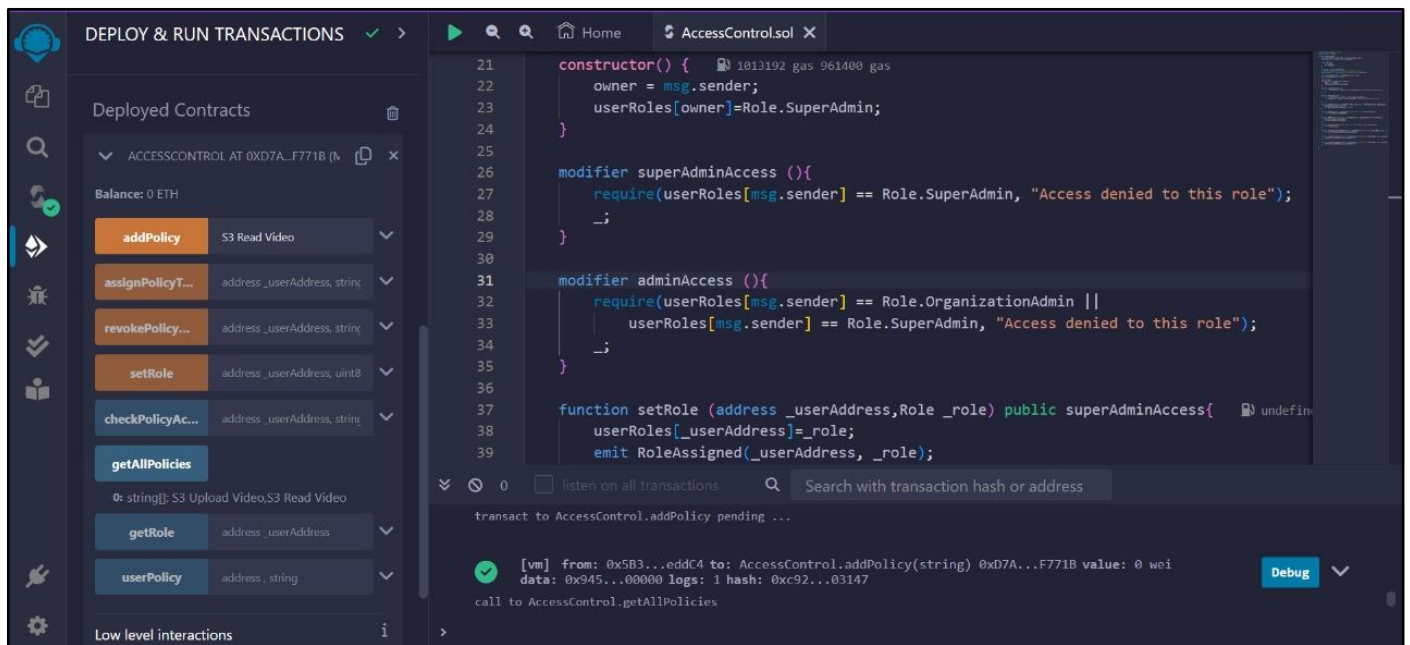 DEPLOY & RUN TRANSACTIONS
Deployed Contracts
ACCESSCONTROL AT 0XD7A...F771B (M
Balance: 0 ETH
addPolicy S3 Read Video
assignPolicyT... address _userAddress, string
revokePolicy... address _userAddress, string
setRole address _userAddress, uint8
checkPolicyAc... address _userAddress, string
getAllPolicies
0: string[]: S3 Upload Video,S3 Read Video
getRole address _userAddress
userPolicy address , string
Low level interactions i
Home AccessControl.sol
21 constructor() { 1013192 gas 961400 gas
22 owner = msg.sender;
23 userRoles[owner]=Role.SuperAdmin;
24 }
25
26 modifier superAdminAccess (){
27 require(userRoles[msg.sender] == Role.SuperAdmin, "Access denied to this role");
28 _;
29 }
30
31 modifier adminAccess (){
32 require(userRoles[msg.sender] == Role.OrganizationAdmin ||
33 userRoles[msg.sender] == Role.SuperAdmin, "Access denied to this role");
34 _;
35 }
36
37 function setRole (address _userAddress,Role _role) public superAdminAccess{ undefin
38 userRoles[_userAddress]=_role;
39 emit RoleAssigned(_userAddress, _role);
0 listen on all transactions Search with transaction hash or address
transact to AccessControl.addPolicy pending ...
[vm] from: 0x5B3...eddC4 to: AccessControl.addPolicy(string) 0xD7A...F771B value: 0 wei
data: 0x945...00000 logs: 1 hash: 0xc92...03147
Debug
call to AccessControl.getAllPolicies
>